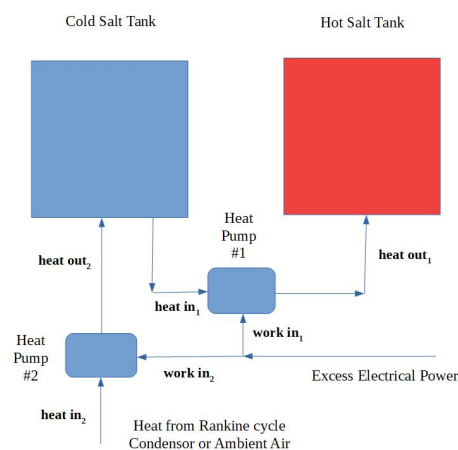 Cold Salt Tank
Hot Salt Tank
Heat
Pump
#1
heat out2
heat out1
heat in1
work in1
Heat
Pump
#2
work in2
Excess Electrical Power
heat in2
Heat from Rankine cycle
Condensor or Ambient Air